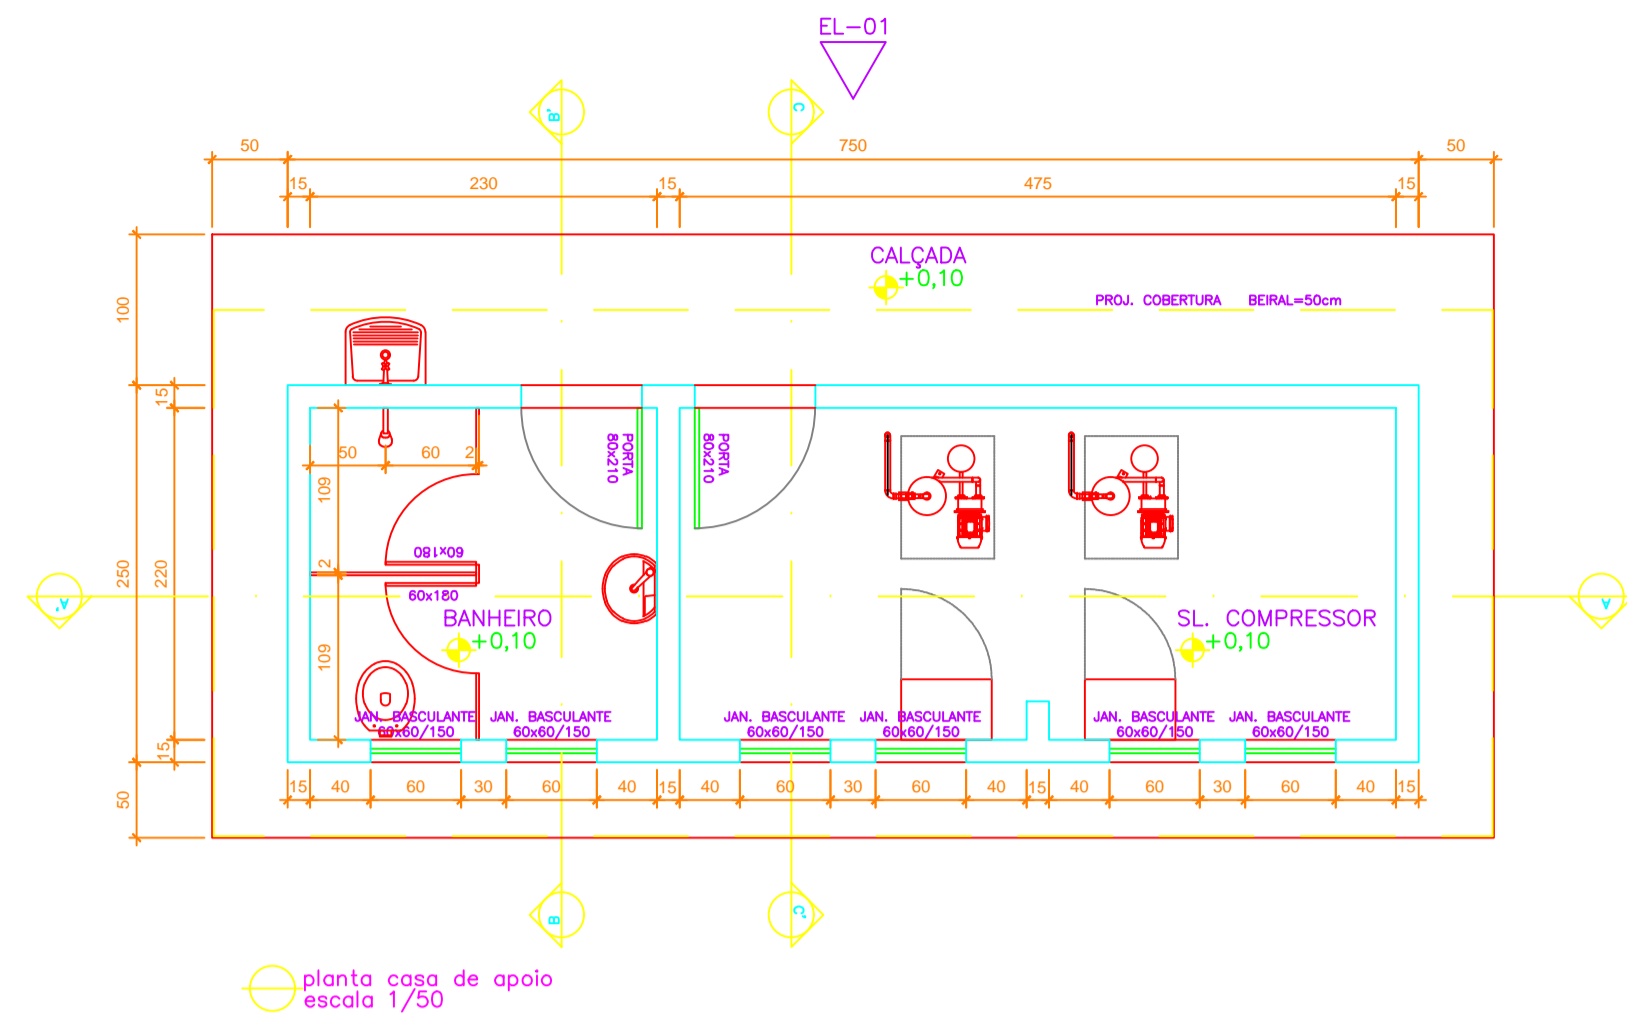 EL-01
B'
C
50
750
50
15
230
15
475
15
CALÇADA
+0,10
PROJ. COBERTURA BEIRAL=50cm
100
15
50
60
2
PORTA
80x210
PORTA
80x210
109
60x180
2
60x180
250
220
A'
A
BANHEIRO
+0,10
SL. COMPRESSOR
+0,10
109
JAN. BASCULANTE
60x60/150
JAN. BASCULANTE
60x60/150
JAN. BASCULANTE
60x60/150
JAN. BASCULANTE
60x60/150
JAN. BASCULANTE
60x60/150
JAN. BASCULANTE
60x60/150
15
50
15
40
60
30
60
40
15
40
60
30
60
40
15
40
60
30
60
40
15
B
C'
planta casa de apoio
escala 1/50